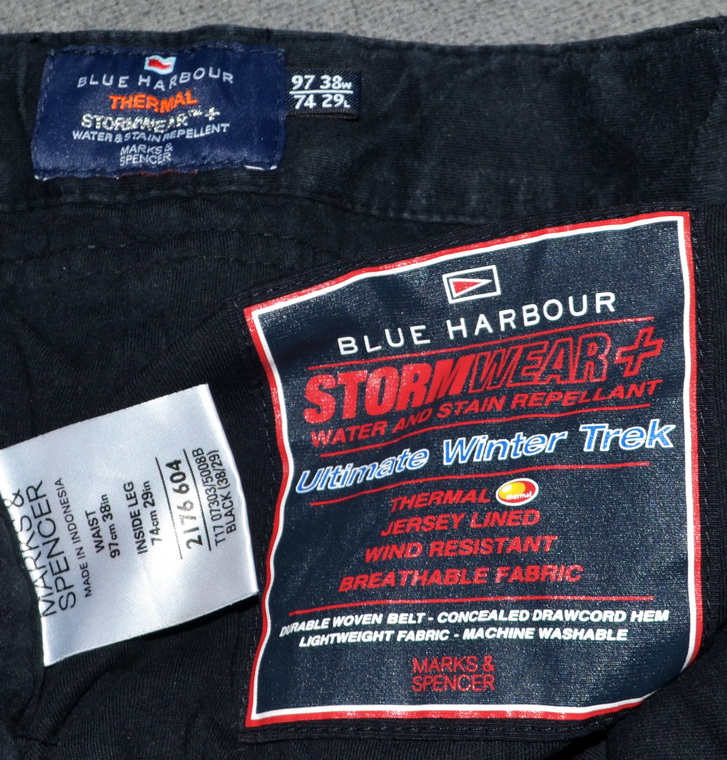 BLUE HARBOUR
THERMAL
STORMWEAR™+
WATER & STAIN REPELLENT
MARKS &
SPENCER
97 38W
74 29L
BLUE HARBOUR
STORMWEAR+
WATER AND STAIN REPELLANT
Ultimate Winter Trek
THERMAL thermal
JERSEY LINED
WIND RESISTANT
BREATHABLE FABRIC
DURABLE WOVEN BELT - CONCEALED DRAWCORD HEM
LIGHTWEIGHT FABRIC - MACHINE WASHABLE
MARKS &
SPENCER
MARKS &
SPENCER
MADE IN INDONESIA
WAIST
97cm 38in
INSIDE LEG
74cm 29in
2176 604
T17 07303/5008B
BLACK (38/29)